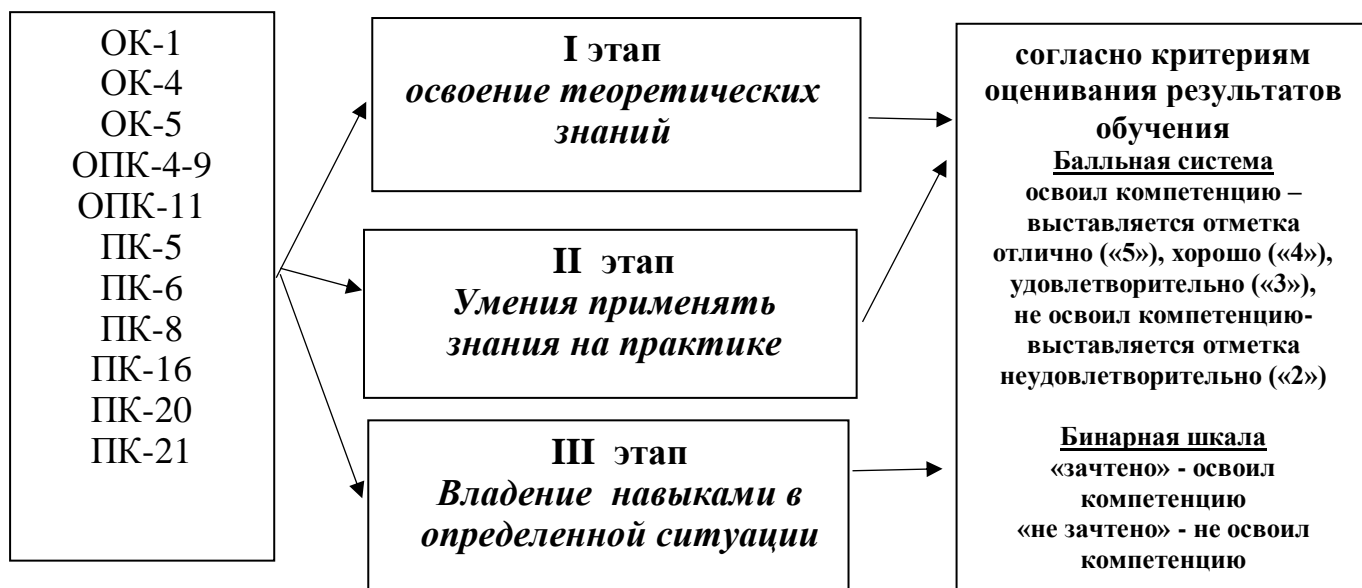 ОК-1
ОК-4
ОК-5
ОПК-4-9
ОПК-11
ПК-5
ПК-6
ПК-8
ПК-16
ПК-20
ПК-21
I этап
освоение теоретических
знаний
II этап
Умения применять
знания на практике
III этап
Владение навыками в
определенной ситуации
согласно критериям
оценивания результатов
обучения
Балльная система
освоил компетенцию –
выставляется отметка
отлично («5»), хорошо («4»),
удовлетворительно («3»),
не освоил компетенцию-
выставляется отметка
неудовлетворительно («2»)
Бинарная шкала
«зачтено» - освоил
компетенцию
«не зачтено» - не освоил
компетенцию